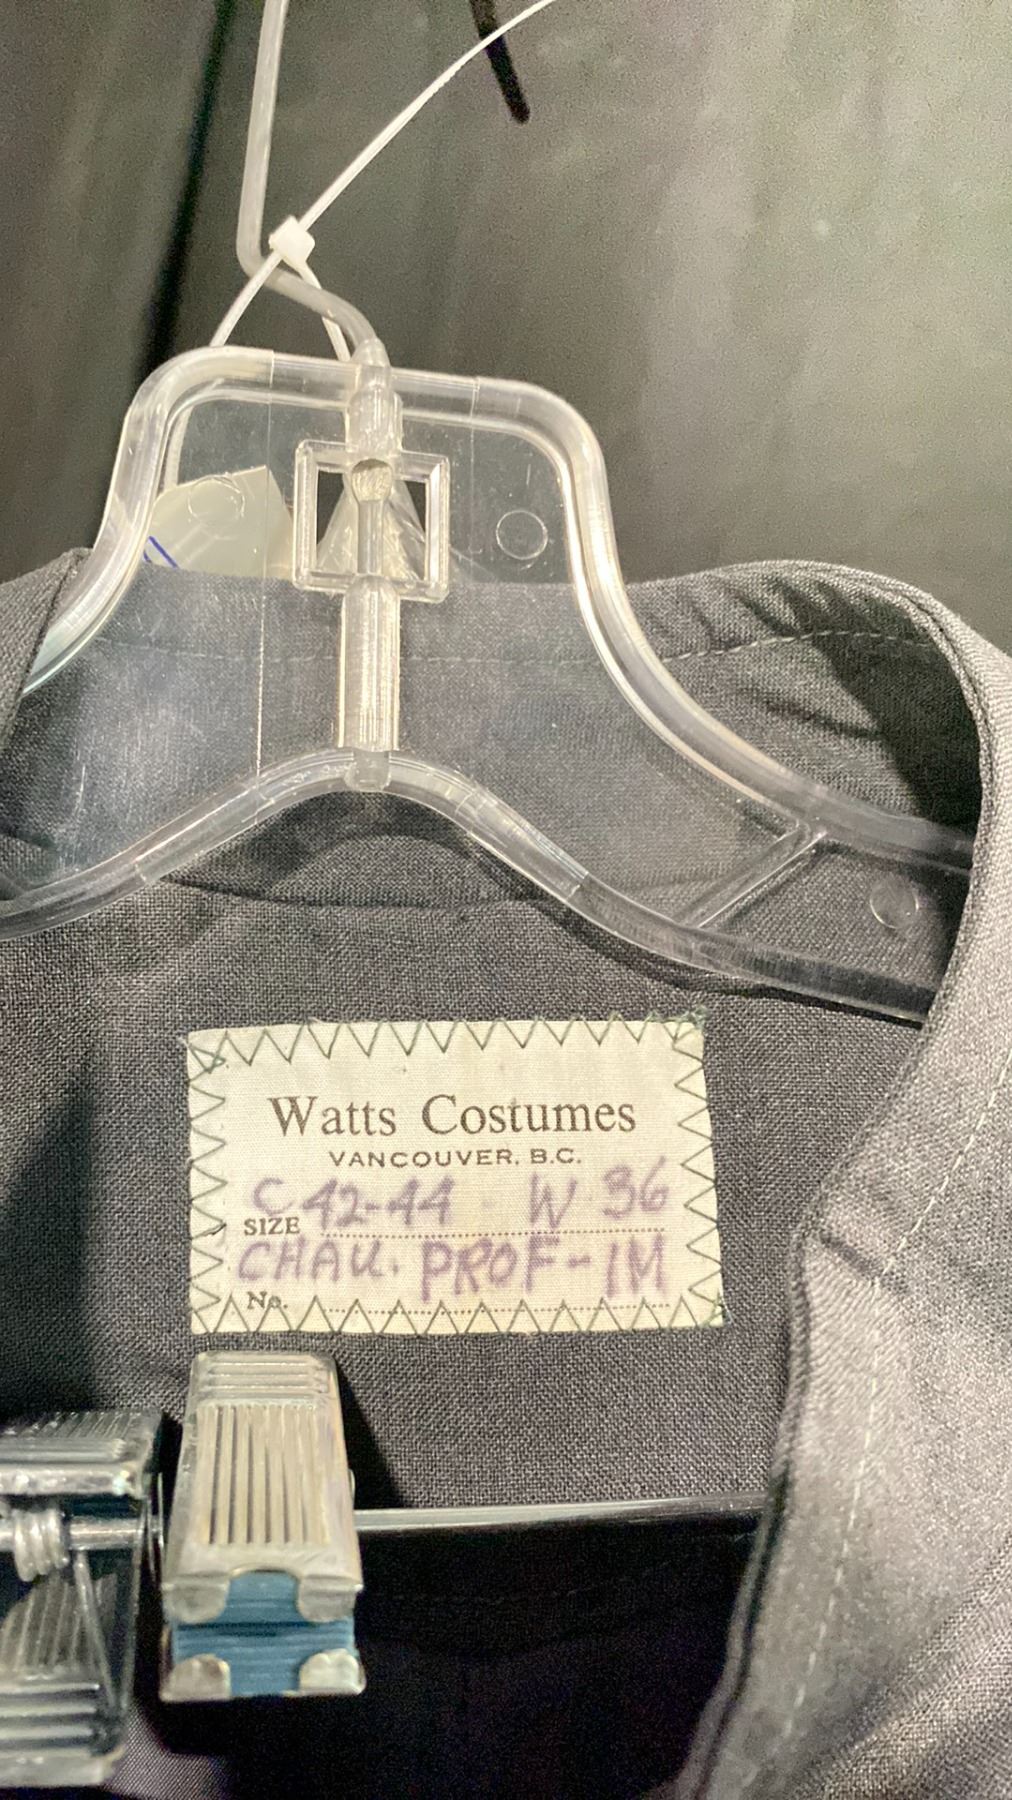 Watts Costumes
VANCOUVER, B.C.
SIZE C 42-44 - W 36
CHAU. PROF-1M
No.